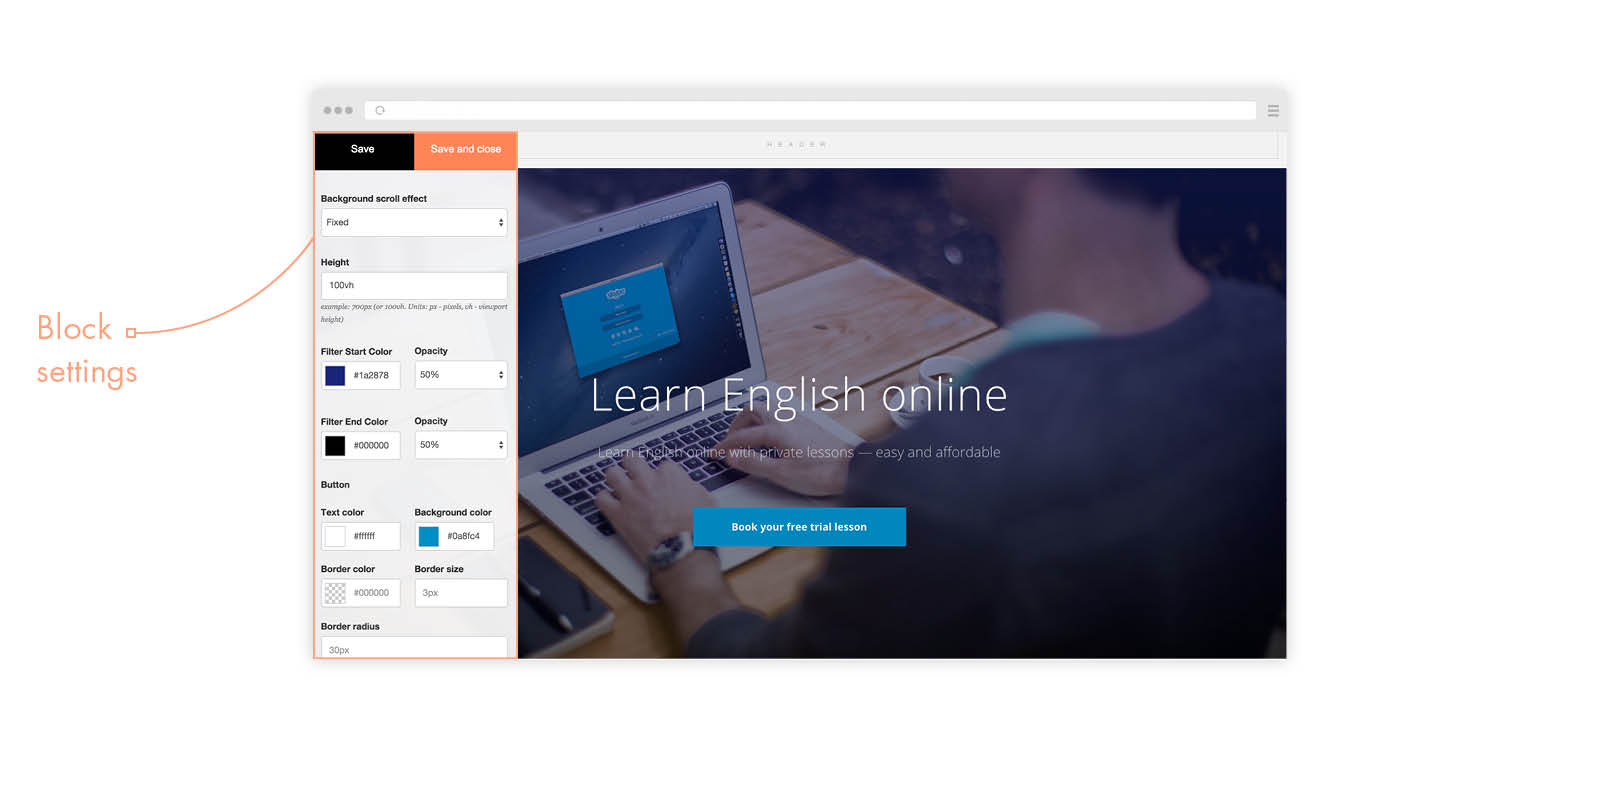 Block
settings
Save
Save and close
HEADER
Background scroll effect
Fixed
Height
100vh
example: 700px (or 100vh. Units: px - pixels, vh - viewport
height)
Filter Start Color
Opacity
#1a2878
50%
Filter End Color
Opacity
#000000
50%
Button
Text color
Background color
#ffffff
#0a8fc4
Border color
Border size
#000000
3px
Border radius
30px
Learn English online
Learn English online with private lessons — easy and affordable
Book your free trial lesson